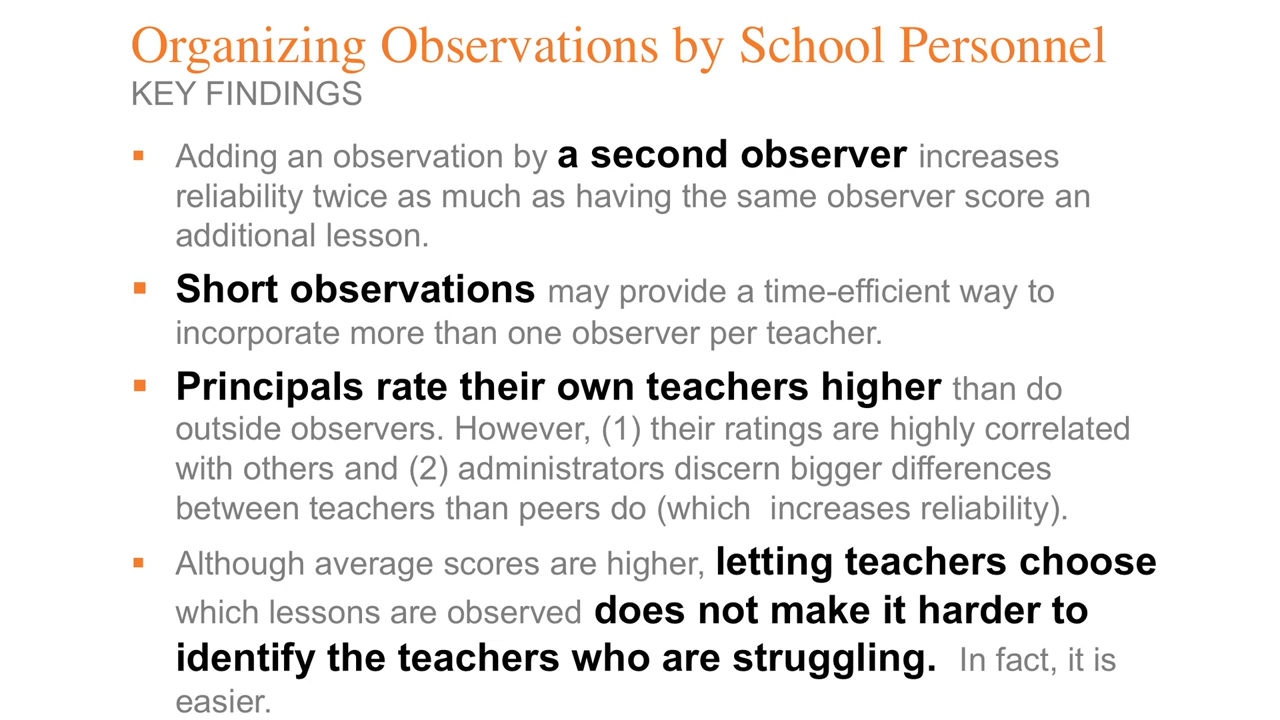 Organizing Observations by School Personnel
KEY FINDINGS
▪ Adding an observation by a second observer increases
reliability twice as much as having the same observer score an
additional lesson.
▪ Short observations may provide a time-efficient way to
incorporate more than one observer per teacher.
▪ Principals rate their own teachers higher than do
outside observers. However, (1) their ratings are highly correlated
with others and (2) administrators discern bigger differences
between teachers than peers do (which  increases reliability).
▪ Although average scores are higher, letting teachers choose
which lessons are observed does not make it harder to
identify the teachers who are struggling.  In fact, it is
easier.